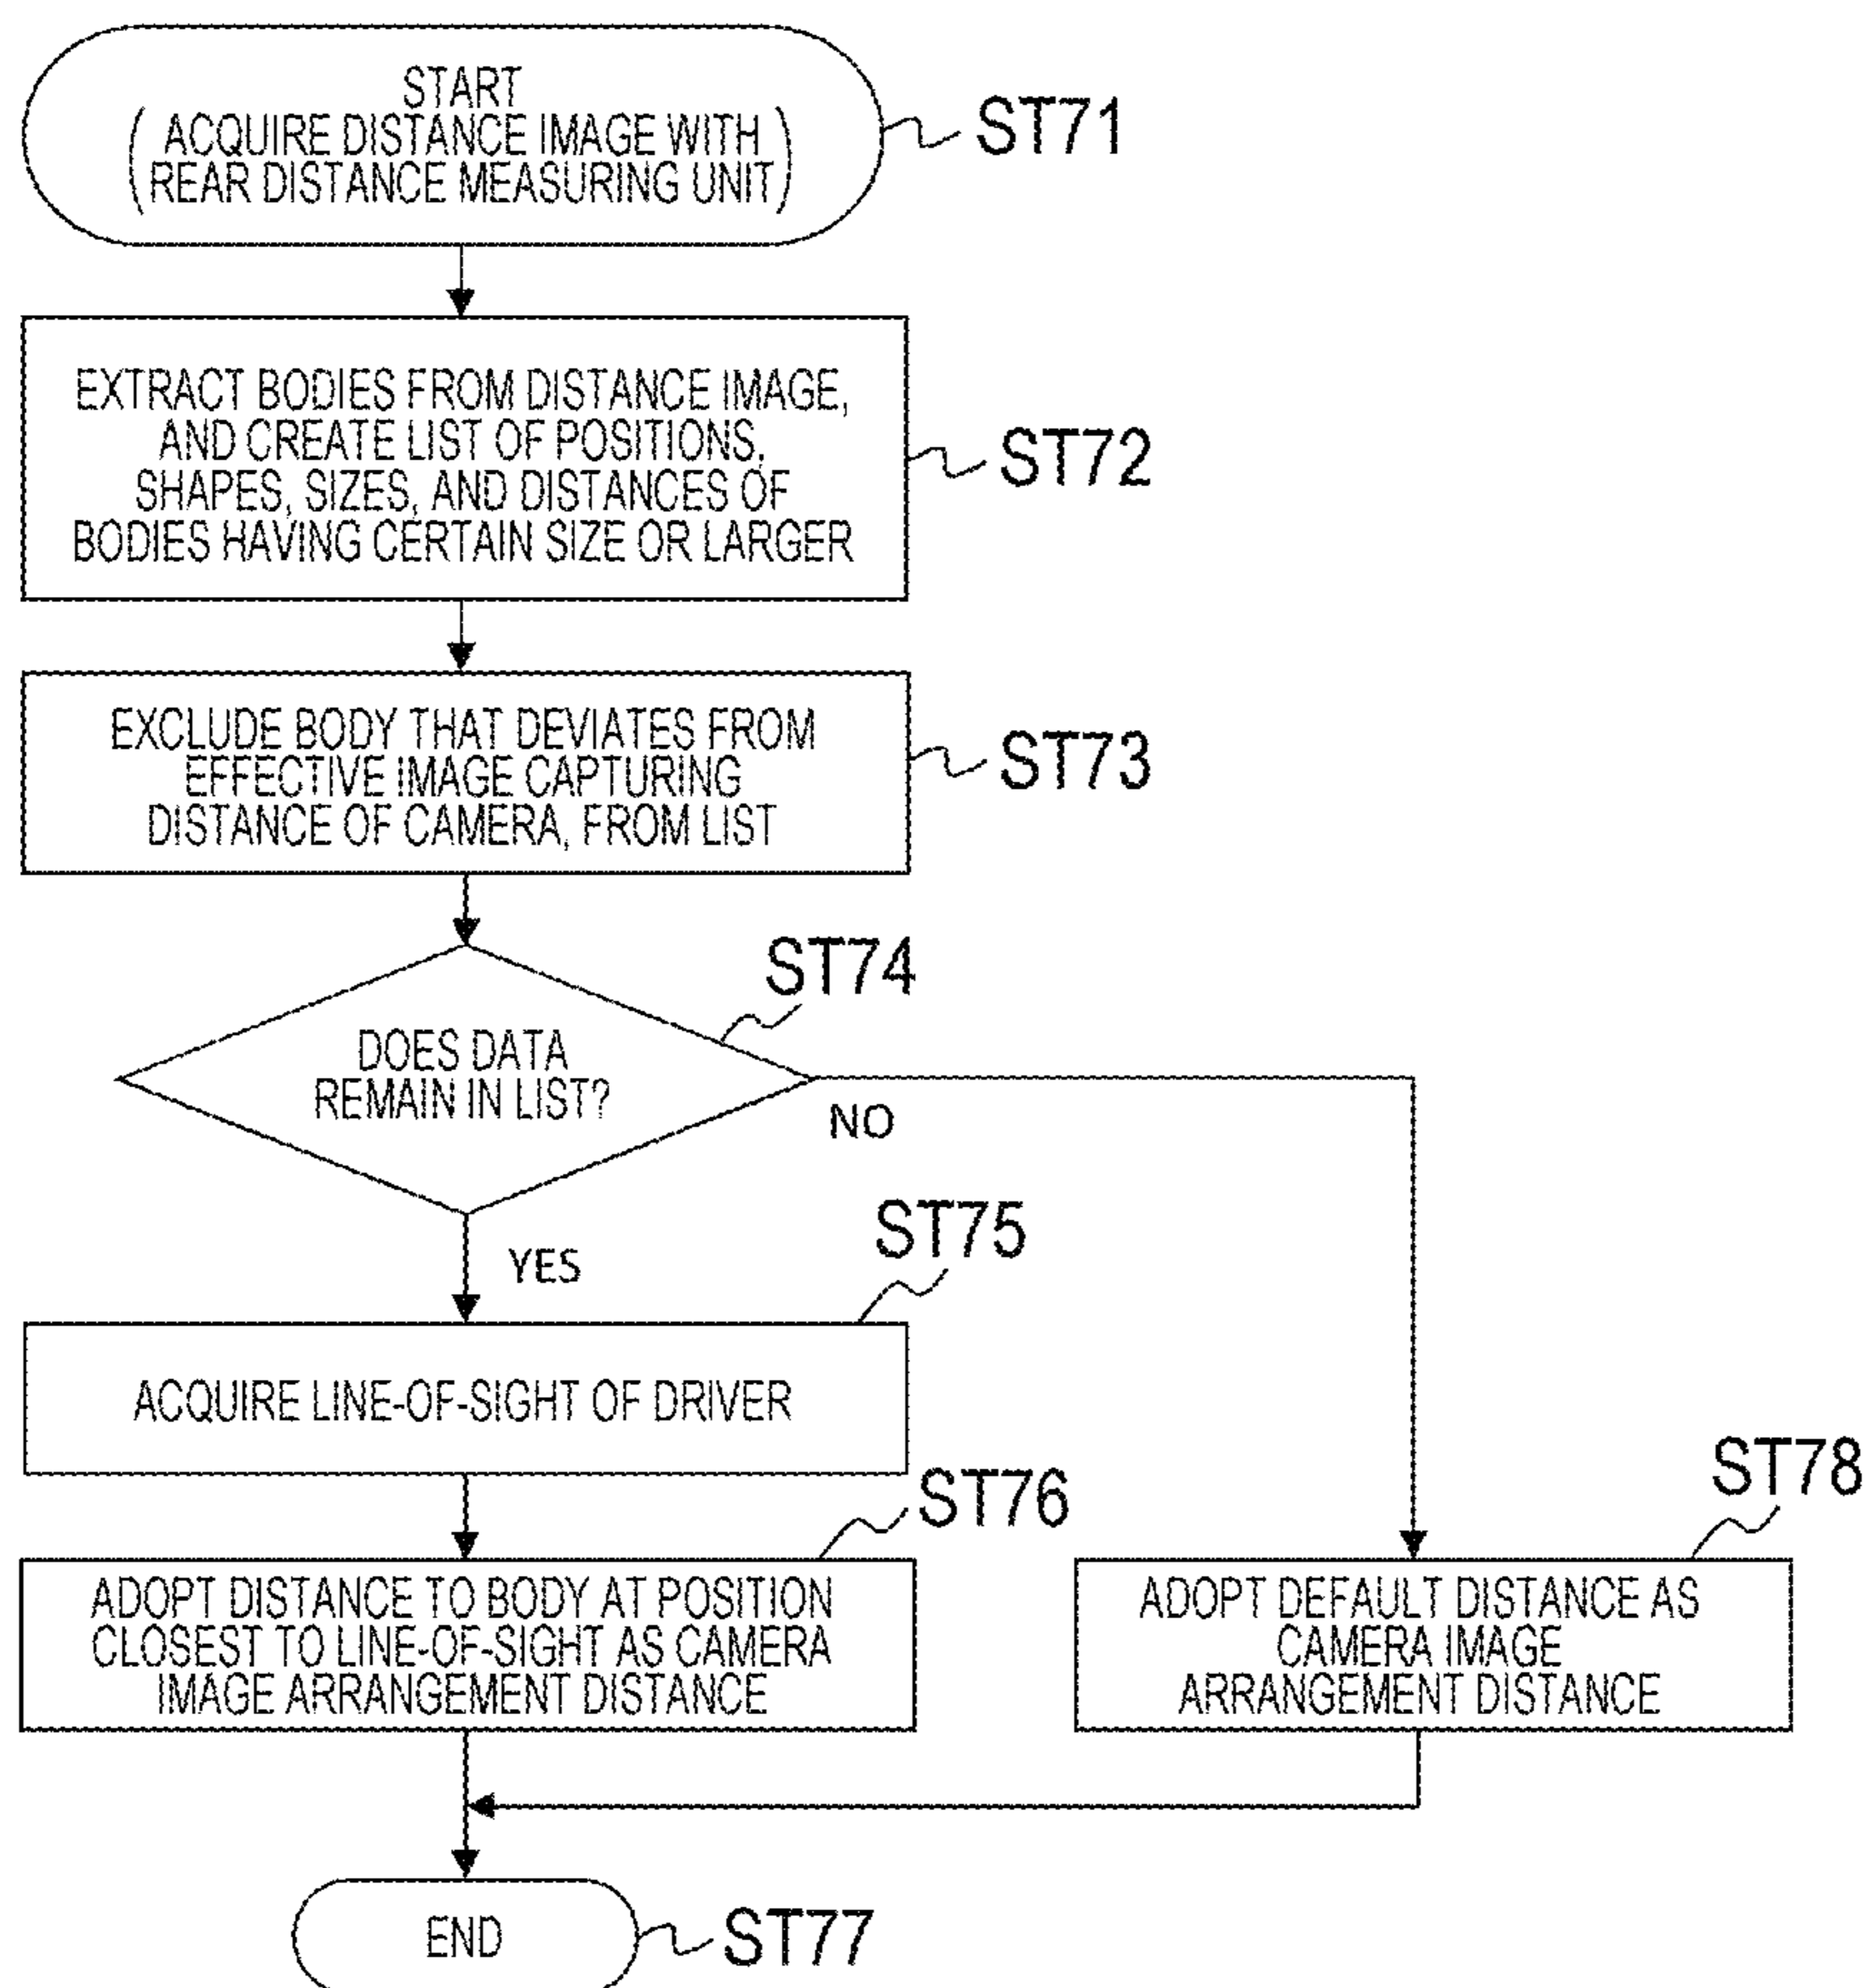 START
( ACQUIRE DISTANCE IMAGE WITH
REAR DISTANCE MEASURING UNIT )
ST71
EXTRACT BODIES FROM DISTANCE IMAGE,
AND CREATE LIST OF POSITIONS,
SHAPES, SIZES, AND DISTANCES OF
BODIES HAVING CERTAIN SIZE OR LARGER
ST72
EXCLUDE BODY THAT DEVIATES FROM
EFFECTIVE IMAGE CAPTURING
DISTANCE OF CAMERA, FROM LIST
ST73
ST74
DOES DATA
REMAIN IN LIST?
NO
YES
ST75
ACQUIRE LINE-OF-SIGHT OF DRIVER
ST76
ADOPT DISTANCE TO BODY AT POSITION
CLOSEST TO LINE-OF-SIGHT AS CAMERA
IMAGE ARRANGEMENT DISTANCE
ST78
ADOPT DEFAULT DISTANCE AS
CAMERA IMAGE
ARRANGEMENT DISTANCE
END
ST77